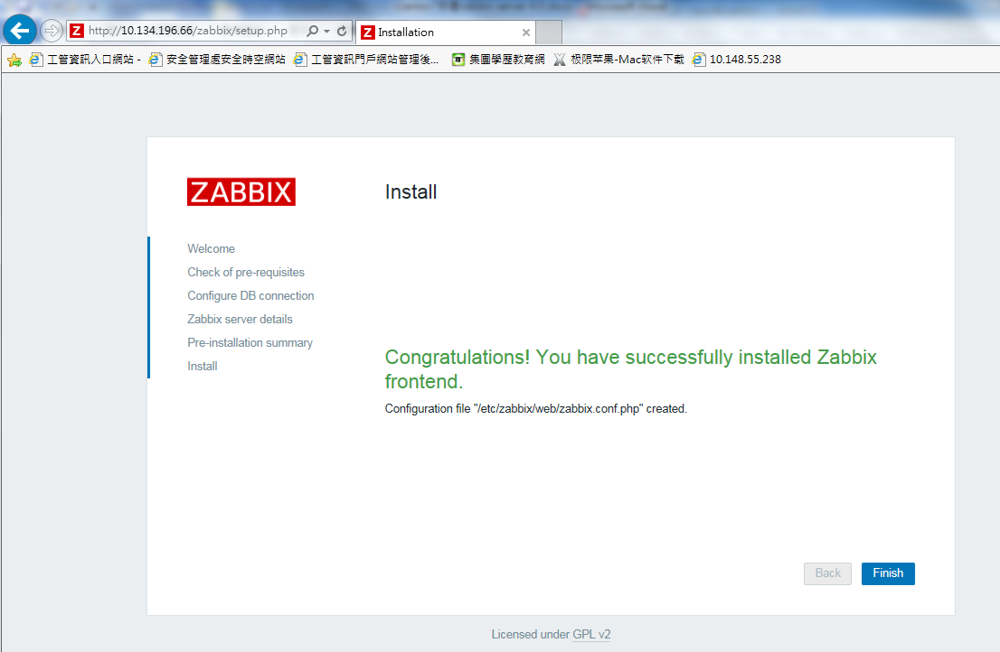 http://10.134.196.66/zabbix/setup.php
Z Installation
工管資訊入口網站 -
安全管理處安全時空網站
工管資訊門戶網站管理後...
集團學歷教育網
极限苹果-Mac软件下载
10.148.55.238
ZABBIX
Install
Welcome
Check of pre-requisites
Configure DB connection
Zabbix server details
Pre-installation summary
Install
Congratulations! You have successfully installed Zabbix
frontend.
Configuration file "/etc/zabbix/web/zabbix.conf.php" created.
Back
Finish
Licensed under GPL v2